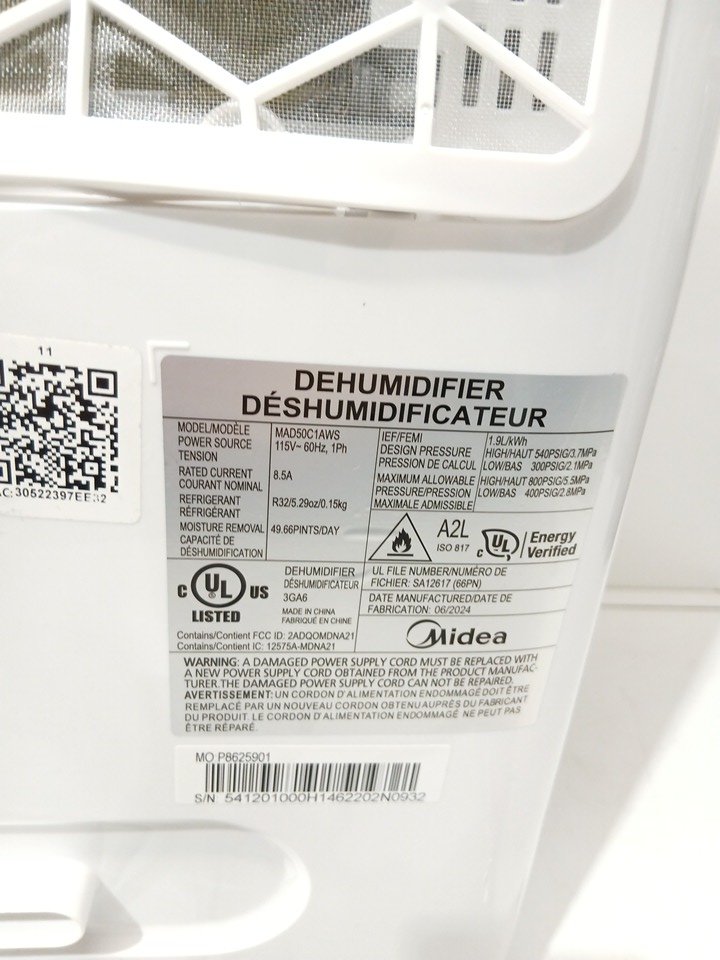 11
AC:30522397EE32
DEHUMIDIFIER
DÉSHUMIDIFICATEUR
MODEL/MODÈLE MAD50C1AWS
POWER SOURCE 115V~ 60Hz, 1Ph
TENSION
RATED CURRENT 8.5A
COURANT NOMINAL
REFRIGERANT R32/5.29oz/0.15kg
RÉFRIGÉRANT
MOISTURE REMOVAL 49.66PINTS/DAY
CAPACITÉ DE
DÉSHUMIDIFICATION
IEF/FEMI 1.9L/kWh
DESIGN PRESSURE HIGH/HAUT 540PSIG/3.7MPa
PRESSION DE CALCUL LOW/BAS 300PSIG/2.1MPa
MAXIMUM ALLOWABLE HIGH/HAUT 800PSIG/5.5MPa
PRESSURE/PRESSION LOW/BAS 400PSIG/2.8MPa
MAXIMALE ADMISSIBLE
A2L
ISO 817
C UL Energy
Verified
C UL US
LISTED
DEHUMIDIFIER
DÉSHUMIDIFICATEUR
3GA6
MADE IN CHINA
FABRIQUÉ EN CHINE
UL FILE NUMBER/NUMÉRO DE
FICHIER: SA12617 (66PN)
DATE MANUFACTURED/DATE DE
FABRICATION: 06/2024
Contains/Contient FCC ID: 2ADQOMDNA21
Contains/Contient IC: 12575A-MDNA21
Midea
WARNING: A DAMAGED POWER SUPPLY CORD MUST BE REPLACED WITH
A NEW POWER SUPPLY CORD OBTAINED FROM THE PRODUCT MANUFAC-
TURER.THE DAMAGED POWER SUPPLY CORD CAN NOT BE REPAIRED.
AVERTISSEMENT: UN CORDON D'ALIMENTATION ENDOMMAGÉ DOIT ÊTRE
REMPLACÉ PAR UN NOUVEAU CORDON OBTENU AUPRÈS DU FABRICANT
DU PRODUIT. LE CORDON D'ALIMENTATION ENDOMMAGÉ NE PEUT PAS
ÊTRE RÉPARÉ.
MO P8625901
S/N 541201000H1462202N0932